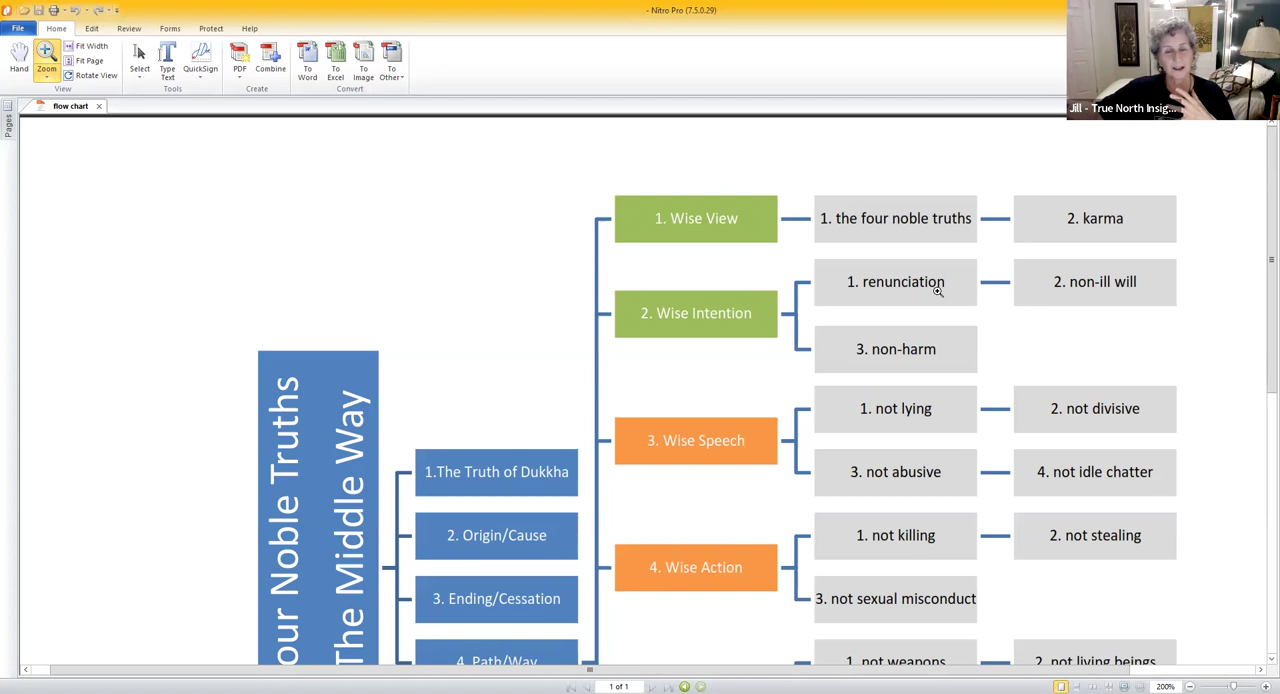 - Nitro Pro (7.5.0.29)
File
Home
Edit
Review
Forms
Protect
Help
Hand
Zoom
Fit Width
Fit Page
Rotate View
View
Select
Type
Text
QuickSign
Tools
PDF
Combine
Create
To
Word
To
Excel
To
Image
To
Other
Convert
Jill - True North Insig...
flow chart
Pages
our Noble Truths
The Middle Way
1.The Truth of Dukkha
2. Origin/Cause
3. Ending/Cessation
4. Path/Way
1. Wise View
1. the four noble truths
2. karma
2. Wise Intention
1. renunciation
2. non-ill will
3. non-harm
3. Wise Speech
1. not lying
2. not divisive
3. not abusive
4. not idle chatter
4. Wise Action
1. not killing
2. not stealing
3. not sexual misconduct
1. not weapons
2. not living beings
1 of 1
200%